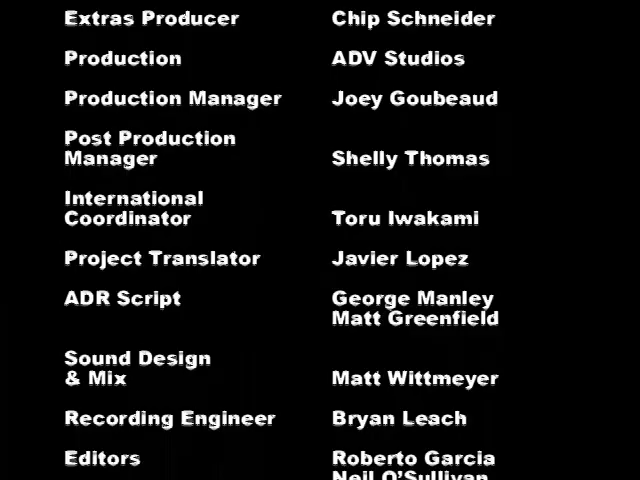 Extras Producer Chip Schneider
Production ADV Studios
Production Manager Joey Goubeaud
Post Production
Manager Shelly Thomas
International
Coordinator Toru Iwakami
Project Translator Javier Lopez
ADR Script George Manley
Matt Greenfield
Sound Design
& Mix Matt Wittmeyer
Recording Engineer Bryan Leach
Editors Roberto Garcia
Neil O'Sullivan